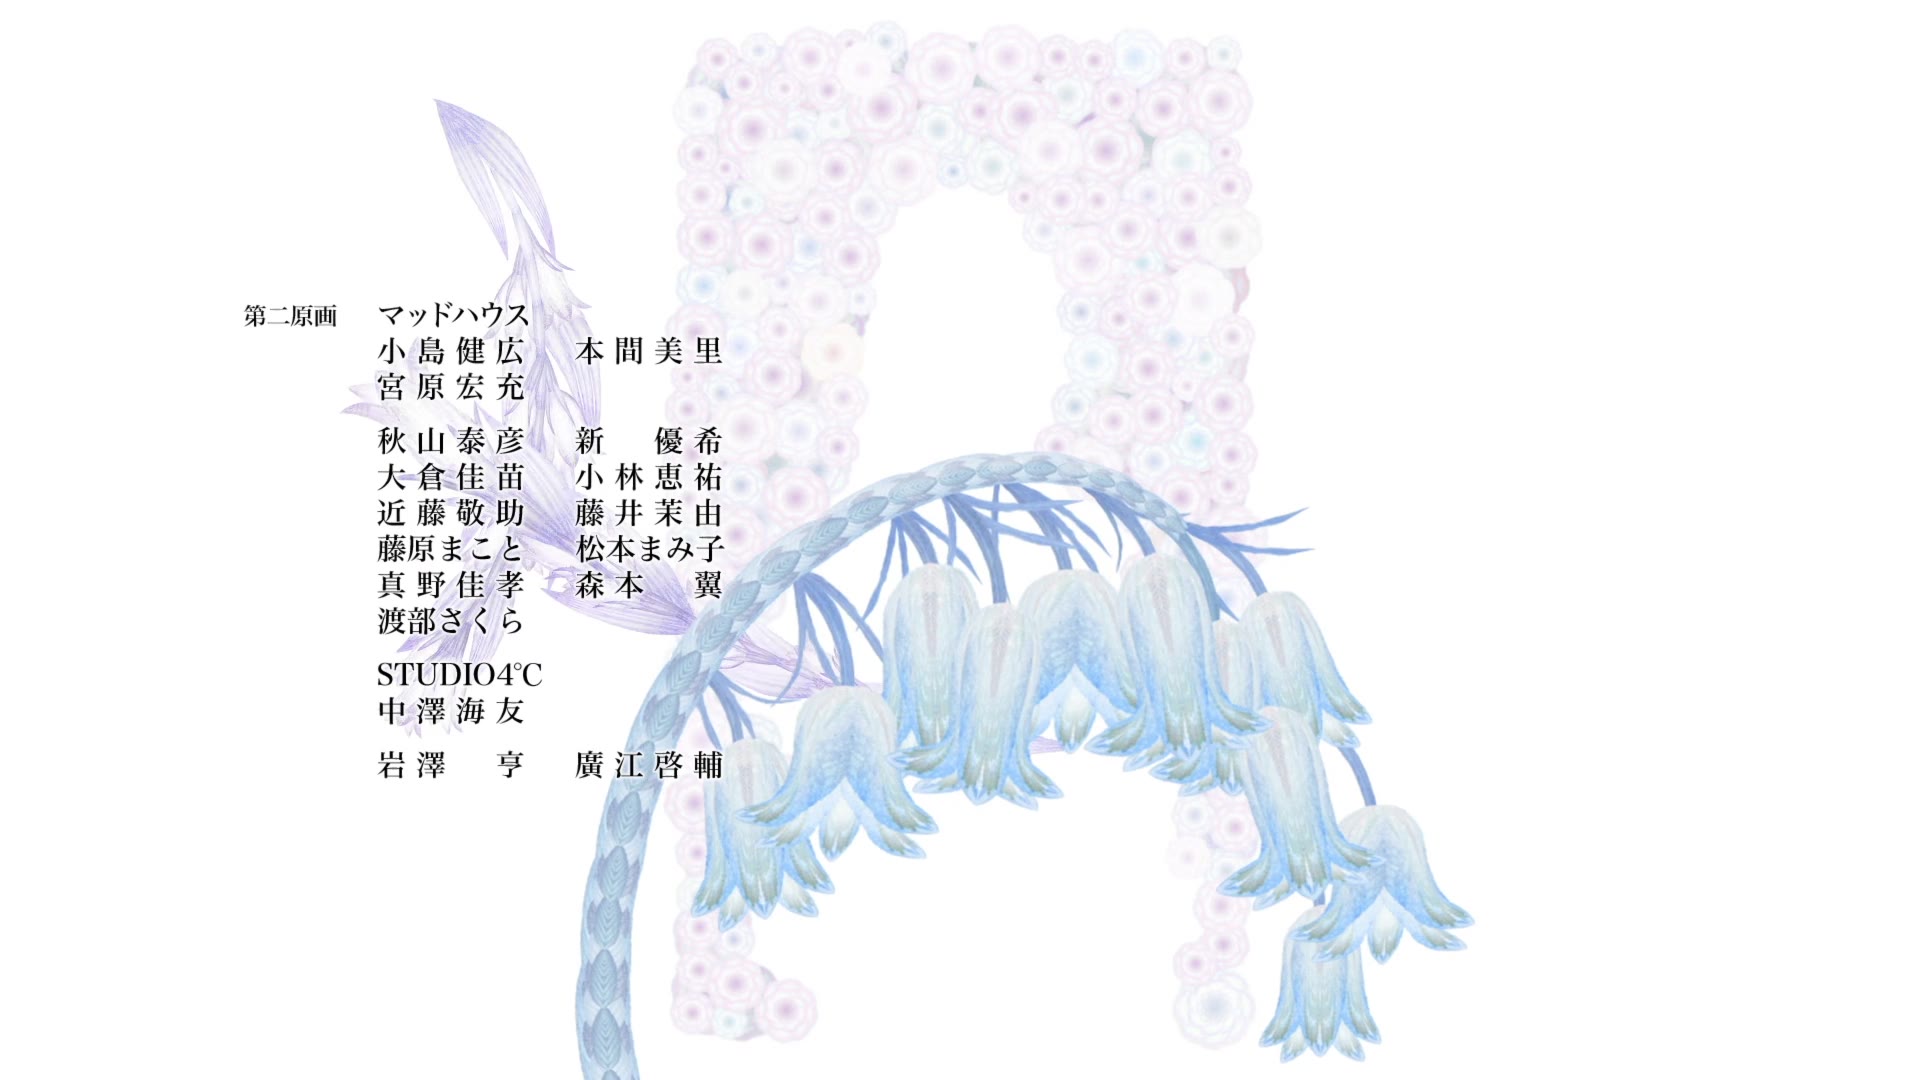 第二原画 マッドハウス
小島健広 本間美里
宮原宏充
秋山泰彦 新 優希
大倉佳苗 小林恵祐
近藤敬助 藤井茉由
藤原まこと 松本まみ子
真野佳孝 森本 翼
渡部さくら
STUDIO4℃
中澤海友
岩澤 亨 廣江啓輔